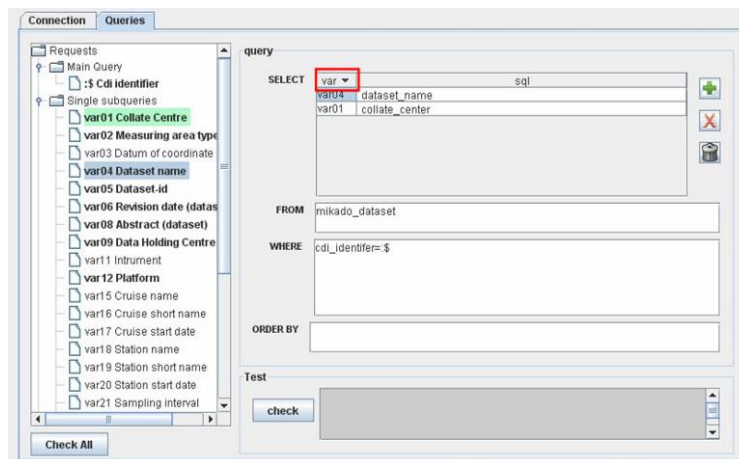 Connection Queries
Requests
Main Query
:$ Cdi identifier
Single subqueries
var01 Collate Centre
var02 Measuring area type
var03 Datum of coordinate
var04 Dataset name
var05 Dataset-id
var06 Revision date (datas
var08 Abstract (dataset)
var09 Data Holding Centre
var11 Intrument
var12 Platform
var15 Cruise name
var16 Cruise short name
var17 Cruise start date
var18 Station name
var19 Station short name
var20 Station start date
var21 Sampling interval
Check All
query
SELECT
var sql
var04 dataset_name
var01 collate_center
FROM mikado_dataset
WHERE cdi_identifer=:$
ORDER BY
Test
check